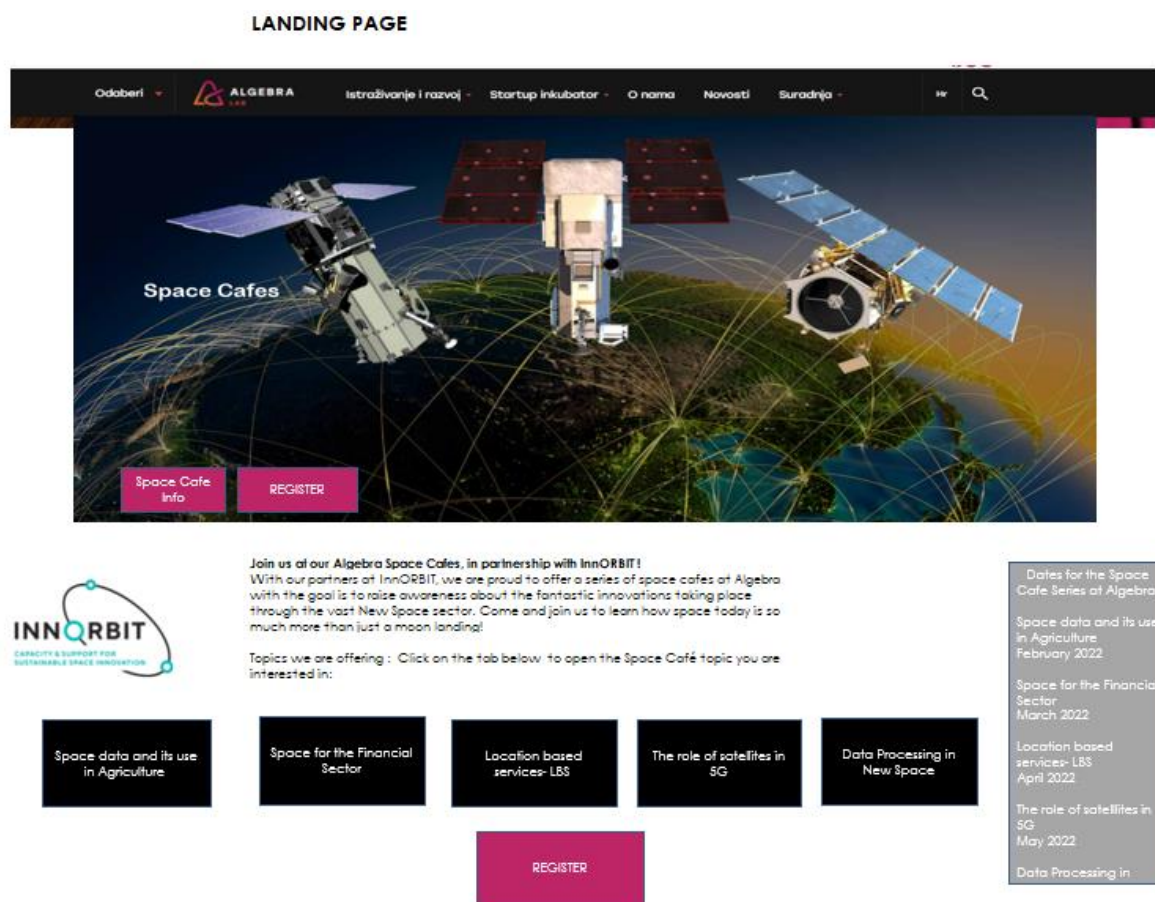 LANDING PAGE
Odaberi
ALGEBRA
LAB
Istraživanje i razvoj
Startup inkubator
O nama
Novosti
Suradnja
Hr
Space Cafes
Space Cafe
Info
REGISTER
INNORBIT
CAPACITY & SUPPORT FOR
SUSTAINABLE SPACE INNOVATION
Join us at our Algebra Space Cafes, in partnership with InnORBIT!
With our partners at InnORBIT, we are proud to offer a series of space cafes at Algebra
with the goal is to raise awareness about the fantastic innovations taking place
through the vast New Space sector. Come and join us to learn how space today is so
much more than just a moon landing!
Topics we are offering : Click on the tab below to open the Space Café topic you are
interested in:
Space data and its use
in Agriculture
Space for the Financial
Sector
Location based
services- LBS
The role of satellites in
5G
Data Processing in
New Space
REGISTER
Dates for the Space
Cafe Series at Algebra
Space data and its use
in Agriculture
February 2022
Space for the Financial
Sector
March 2022
Location based
services- LBS
April 2022
The role of satelllites in
5G
May 2022
Data Processing in